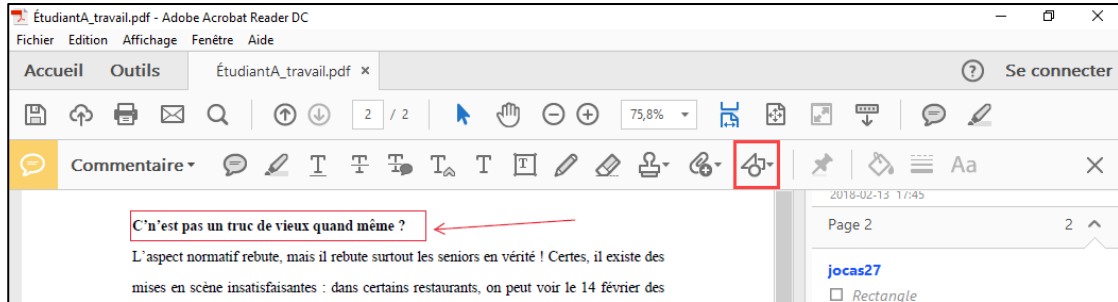 ÉtudiantA_travail.pdf - Adobe Acrobat Reader DC
Fichier Edition Affichage Fenêtre Aide
Accueil Outils ÉtudiantA_travail.pdf × ? Se connecter
2 / 2 75,8%
Commentaire T T T T T T Aa
2018-02-13 17:45
C'n'est pas un truc de vieux quand même ?
Page 2 2
L'aspect normatif rebute, mais il rebute surtout les seniors en vérité ! Certes, il existe des
jocas27
mises en scène insatisfaisantes : dans certains restaurants, on peut voir le 14 février des
Rectangle